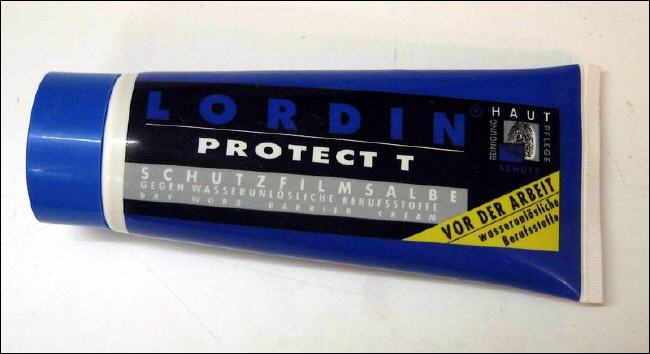 LORDIN®
PROTECT T
SCHUTZFILMSALBE
GEGEN WASSERUNLÖSLICHE BERUFSSTOFFE
DRY-WORK BARRIER CREAM
HAUT
REINIGUNG
PFLEGE
SCHUTZ
VOR DER ARBEIT
wasserunlösliche
Berufsstoffe